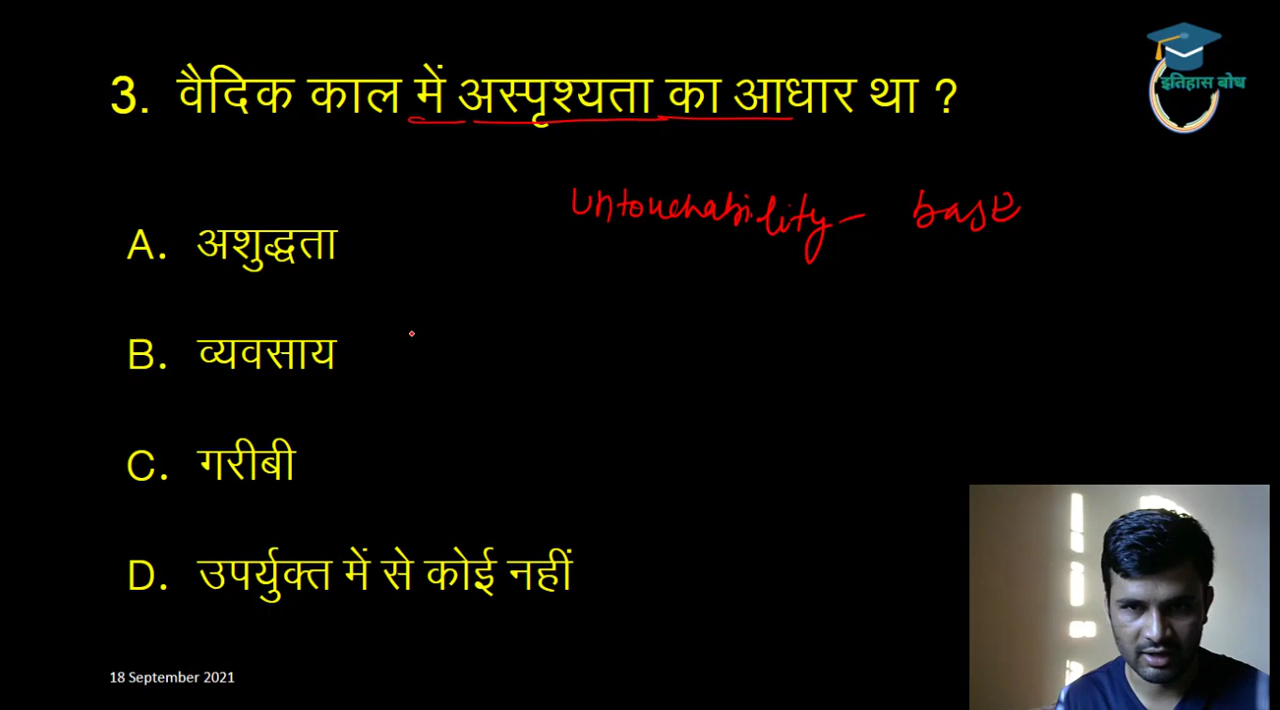 3. वैदिक काल में अस्पृश्यता का आधार था ?
इतिहास बोध
untouchability - base
A. अशुद्धता
B. व्यवसाय
C. गरीबी
D. उपर्युक्त में से कोई नहीं
18 September 2021